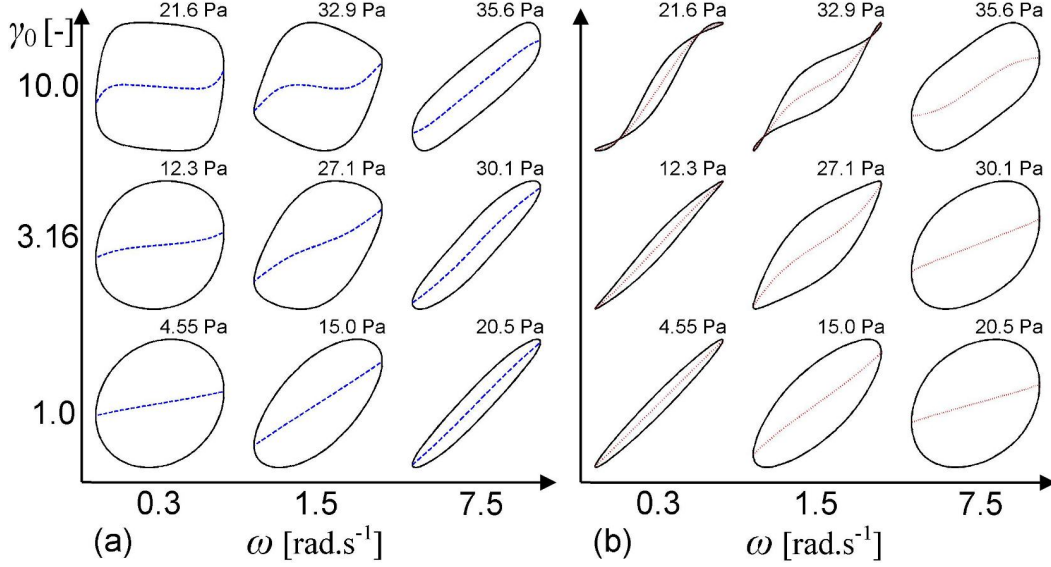 21.6 Pa 32.9 Pa 35.6 Pa 21.6 Pa 32.9 Pa 35.6 Pa
γ0 [-]
10.0
12.3 Pa 27.1 Pa 30.1 Pa 12.3 Pa 27.1 Pa 30.1 Pa
3.16
4.55 Pa 15.0 Pa 20.5 Pa 4.55 Pa 15.0 Pa 20.5 Pa
1.0
0.3 1.5 7.5 0.3 1.5 7.5
(a) ω [rad.s-1] (b) ω [rad.s-1]